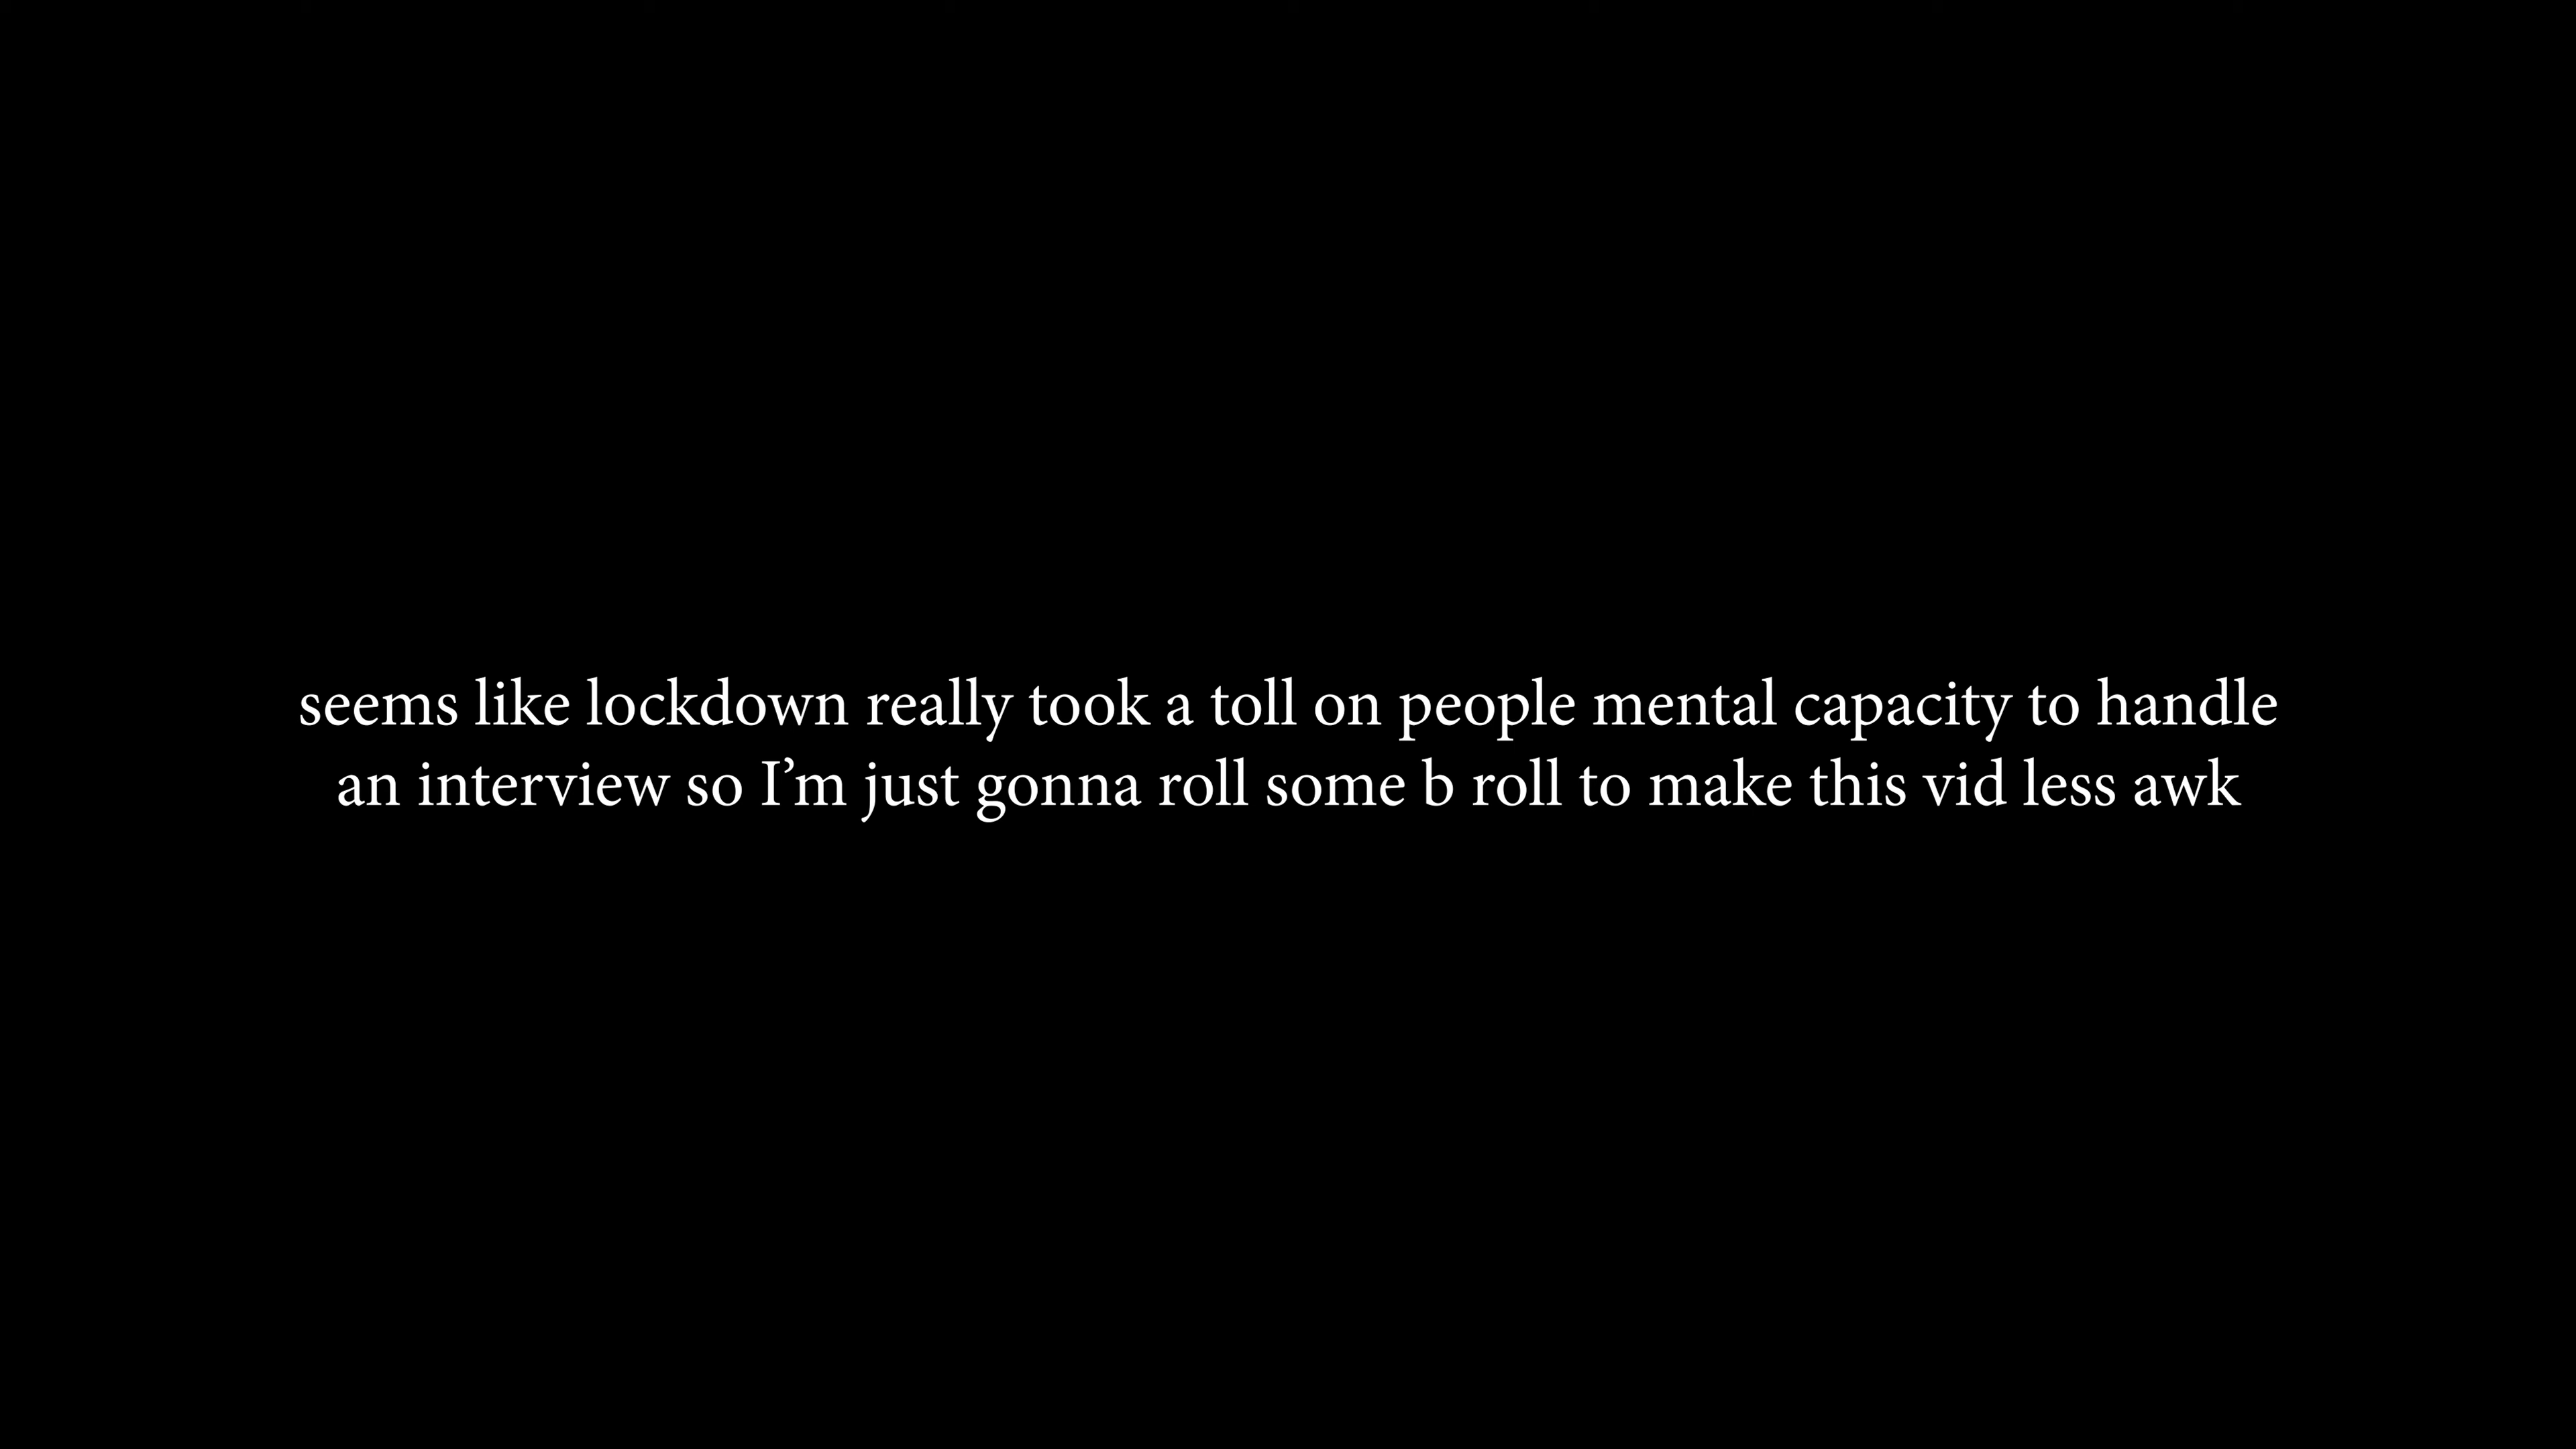 seems like lockdown really took a toll on people mental capacity to handle
an interview so I’m just gonna roll some b roll to make this vid less awk